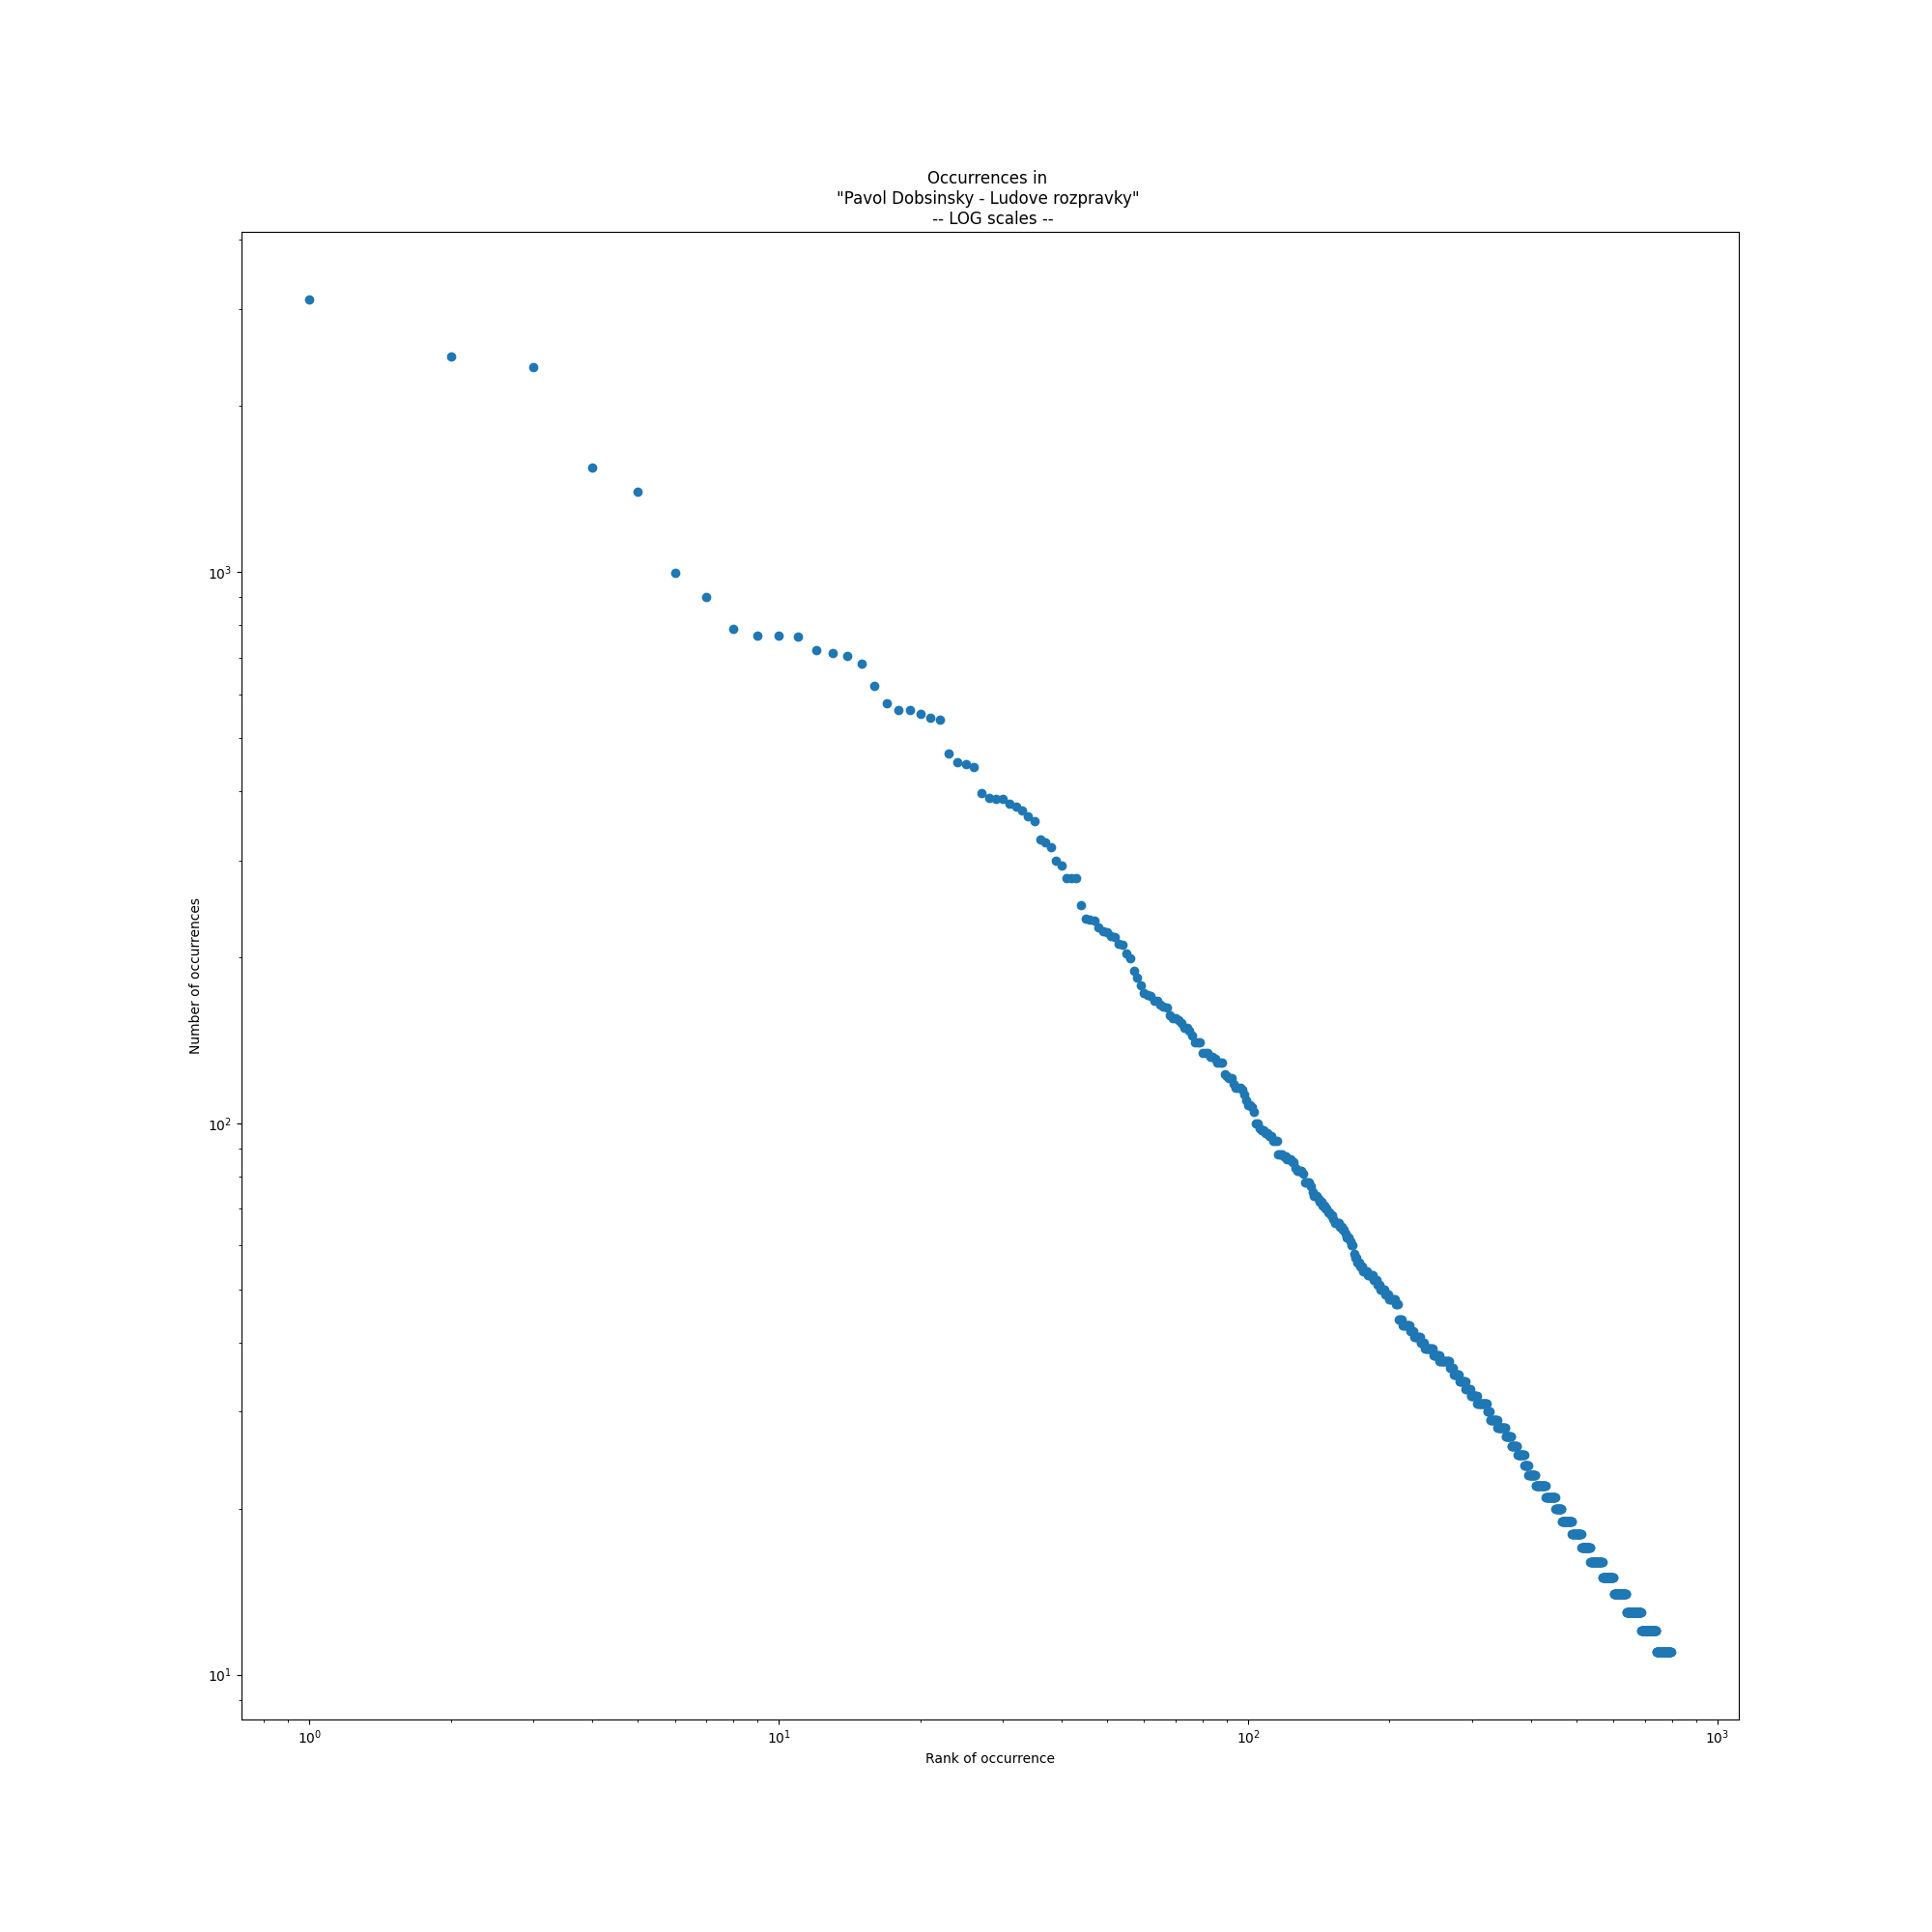 Occurrences in
"Pavol Dobsinsky - Ludove rozpravky"
-- LOG scales --
Number of occurrences
10³
10²
10¹
10⁰ 10¹ 10² 10³
Rank of occurrence